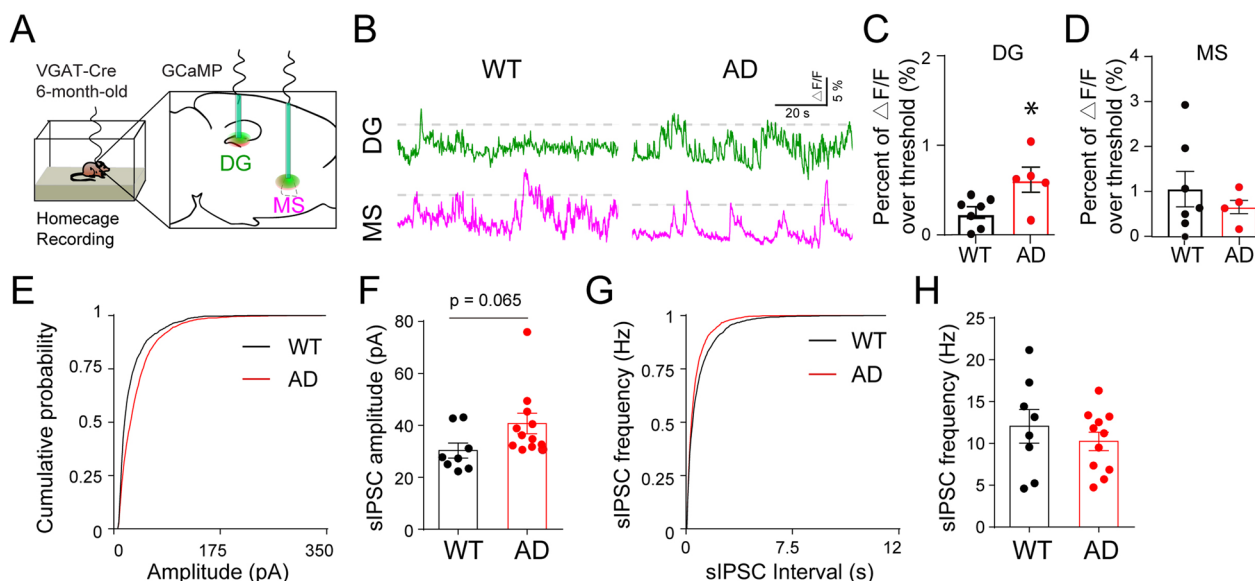 A
VGAT-Cre
6-month-old
GCaMP
DG
MS
Homecage
Recording
B
WT
AD
△F/F
5 %
20 s
DG
MS
C
DG
Percent of △F/F
over threshold (%)
2
1
0
*
WT
AD
D
MS
Percent of △F/F
over threshold (%)
4
3
2
1
0
WT
AD
E
Cumulative probability
1
0.75
0.5
0.25
0
WT
AD
0
175
350
Amplitude (pA)
F
p = 0.065
sIPSC amplitude (pA)
80
60
40
20
0
WT
AD
G
sIPSC frequency (Hz)
1
0.75
0.5
0.25
0
WT
AD
0
7.5
12
sIPSC Interval (s)
H
sIPSC frequency (Hz)
25
20
15
10
5
0
WT
AD